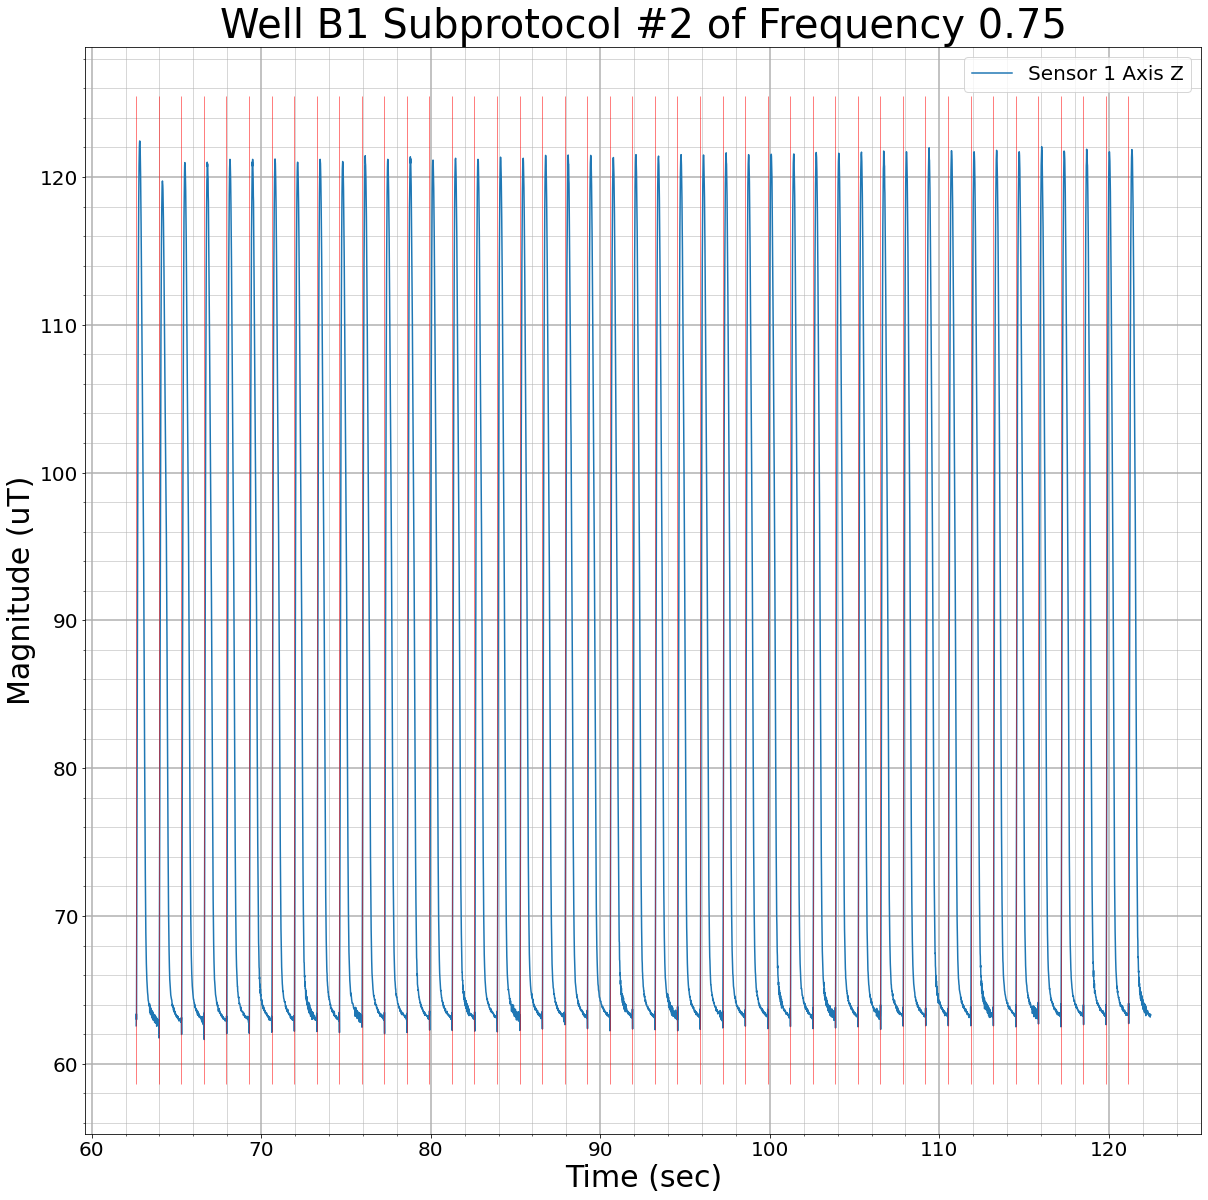 Well B1 Subprotocol #2 of Frequency 0.75
Sensor 1 Axis Z
120
110
100
90
80
70
60
Magnitude (uT)
60 70 80 90 100 110 120
Time (sec)